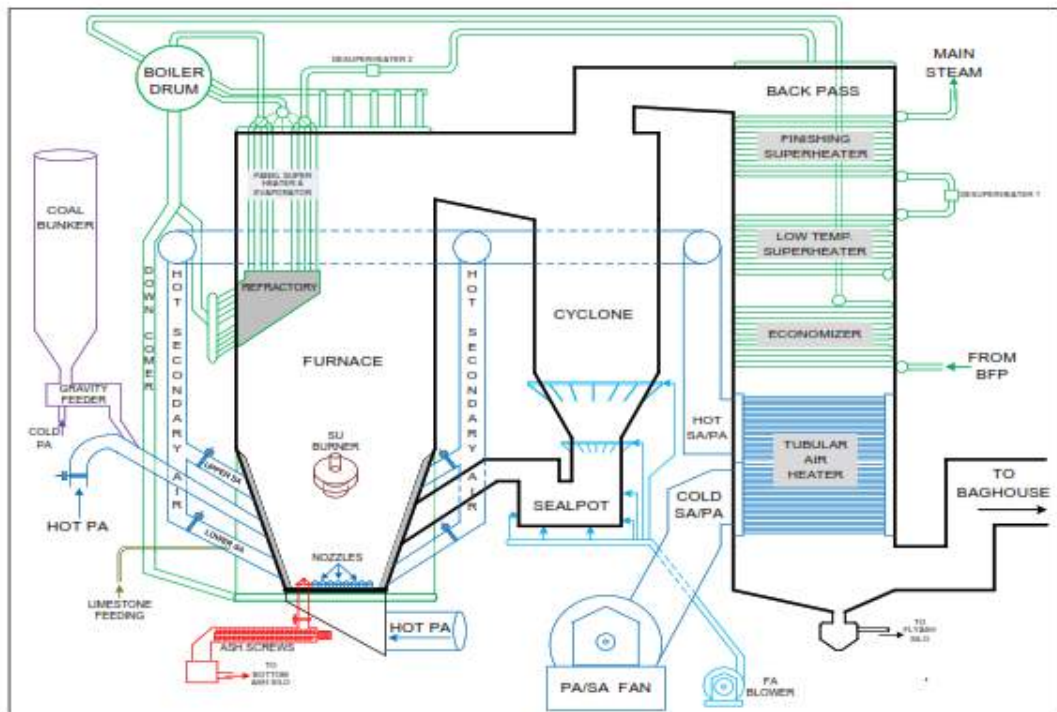 DESUPERHEATER 2
BOILER
DRUM
MAIN
STEAM
BACK PASS
FINISHING
SUPERHEATER
PANEL SUPER
HEATER &
EVAPORATOR
DESUPERHEATER 1
COAL
BUNKER
LOW TEMP.
SUPERHEATER
HOT SECONDARY AIR
HOT SECONDARY AIR
DOWN COMER
REFRACTORY
CYCLONE
ECONOMIZER
FURNACE
FROM
BFP
GRAVITY
FEEDER
COLD
PA
SU
BURNER
HOT
SA/PA
TUBULAR
AIR
HEATER
UPPER SA
HOT PA
LOWER SA
SEALPOT
COLD
SA/PA
TO
BAGHOUSE
NOZZLES
LIMESTONE
FEEDING
HOT PA
ASH SCREWS
TO
BOTTOM
ASH SILO
PA/SA FAN
FA
BLOWER
TO
FLYASH
SILO